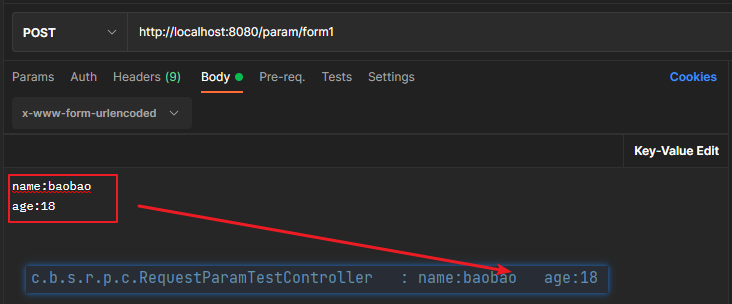 POST http://localhost:8080/param/form1
Params Auth Headers (9) Body Pre-req. Tests Settings Cookies
x-www-form-urlencoded
Key-Value Edit
name:baobao
age:18
c.b.s.r.p.c.RequestParamTestController : name:baobao age:18